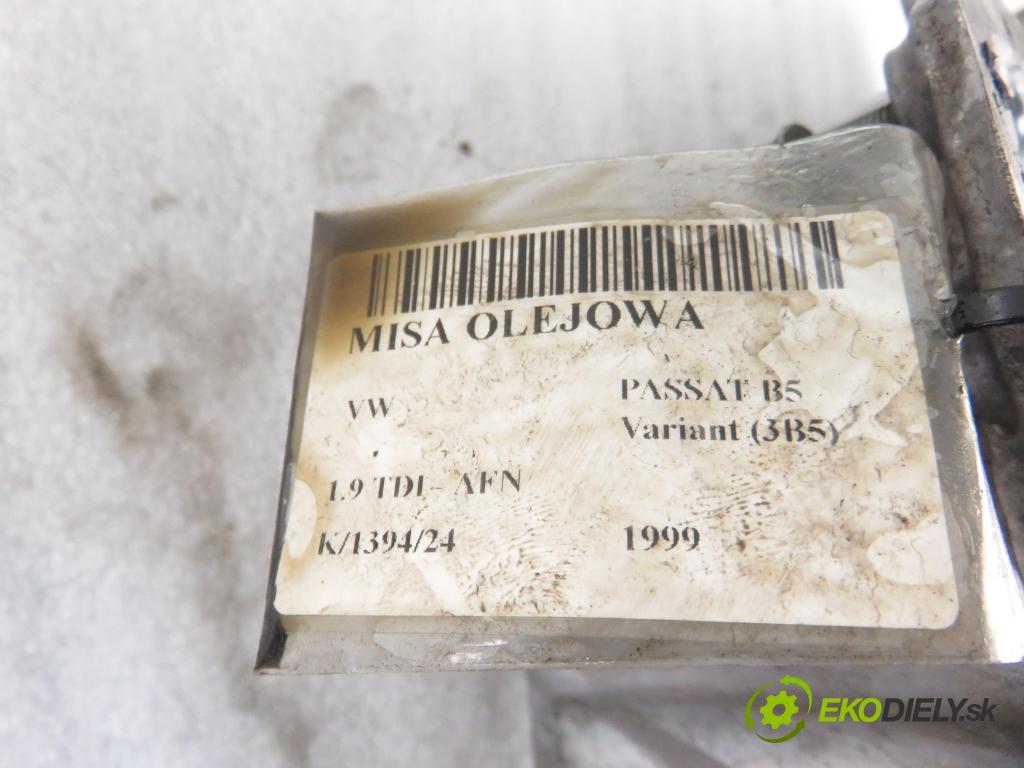 MISA OLEJOWA
VW PASSAT B5
Variant (3B5)
1.9 TDI - AFN
K/1394/24 1999
EKODIELY.sk